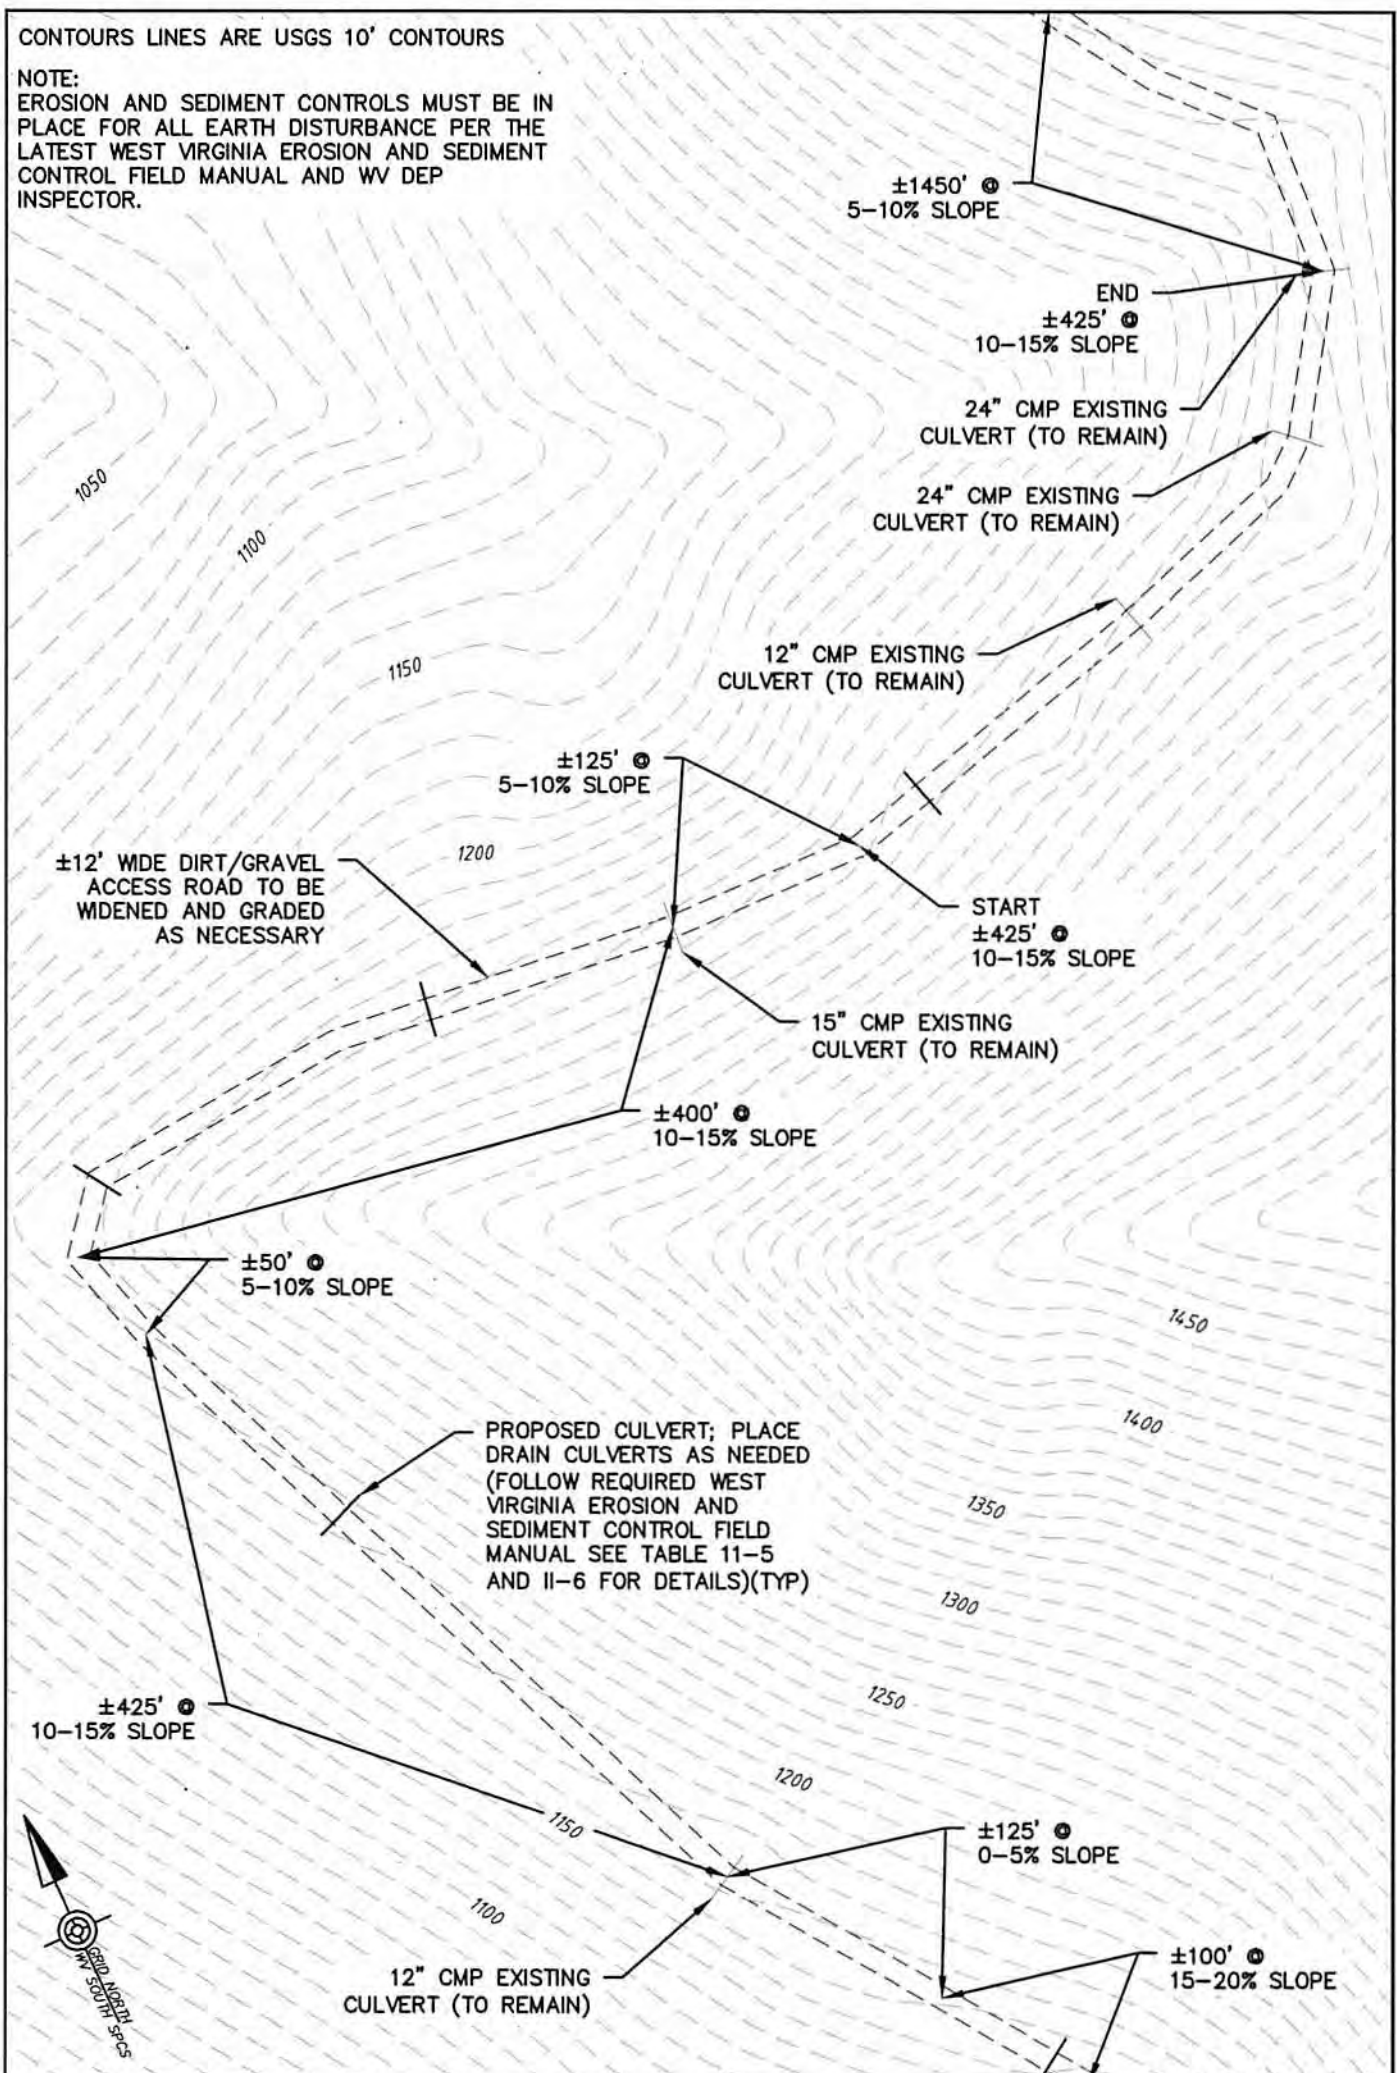 CONTOURS LINES ARE USGS 10' CONTOURS
NOTE:
EROSION AND SEDIMENT CONTROLS MUST BE IN
PLACE FOR ALL EARTH DISTURBANCE PER THE
LATEST WEST VIRGINIA EROSION AND SEDIMENT
CONTROL FIELD MANUAL AND WV DEP
INSPECTOR.
±1450' @
5-10% SLOPE
END
±425' @
10-15% SLOPE
24" CMP EXISTING
CULVERT (TO REMAIN)
24" CMP EXISTING
CULVERT (TO REMAIN)
1050
1100
12" CMP EXISTING
CULVERT (TO REMAIN)
1150
±125' @
5-10% SLOPE
1200
±12' WIDE DIRT/GRAVEL
ACCESS ROAD TO BE
WIDENED AND GRADED
AS NECESSARY
START
±425' @
10-15% SLOPE
15" CMP EXISTING
CULVERT (TO REMAIN)
±400' @
10-15% SLOPE
±50' @
5-10% SLOPE
1450
1400
PROPOSED CULVERT; PLACE
DRAIN CULVERTS AS NEEDED
(FOLLOW REQUIRED WEST
VIRGINIA EROSION AND
SEDIMENT CONTROL FIELD
MANUAL SEE TABLE 11-5
AND II-6 FOR DETAILS)(TYP)
1350
1300
1250
±425' @
10-15% SLOPE
1200
1150
±125' @
0-5% SLOPE
1100
12" CMP EXISTING
CULVERT (TO REMAIN)
±100' @
15-20% SLOPE
GRID NORTH
WV SOUTH SPCS